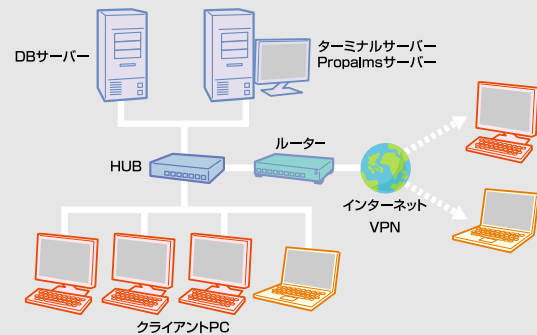 DBサーバー
ターミナルサーバー
Propalmsサーバー
HUB
ルーター
インターネット
VPN
クライアントPC